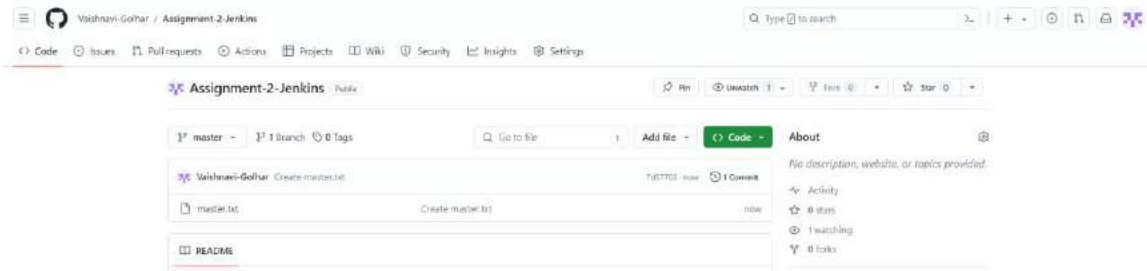 Vaishnavi-Golhar / Assignment-2-Jenkins
Type / to search
Code Issues Pull requests Actions Projects Wiki Security Insights Settings
Assignment-2-Jenkins Public
Pin Unwatch 1 Fork 0 Star 0
master 1 Branch 0 Tags
Go to file t Add file Code
About
No description, website, or topics provided.
Vaishnavi-Golhar Create master.txt now 1 Commit
master.txt Create master.txt now
Activity
0 stars
1 watching
0 forks
README